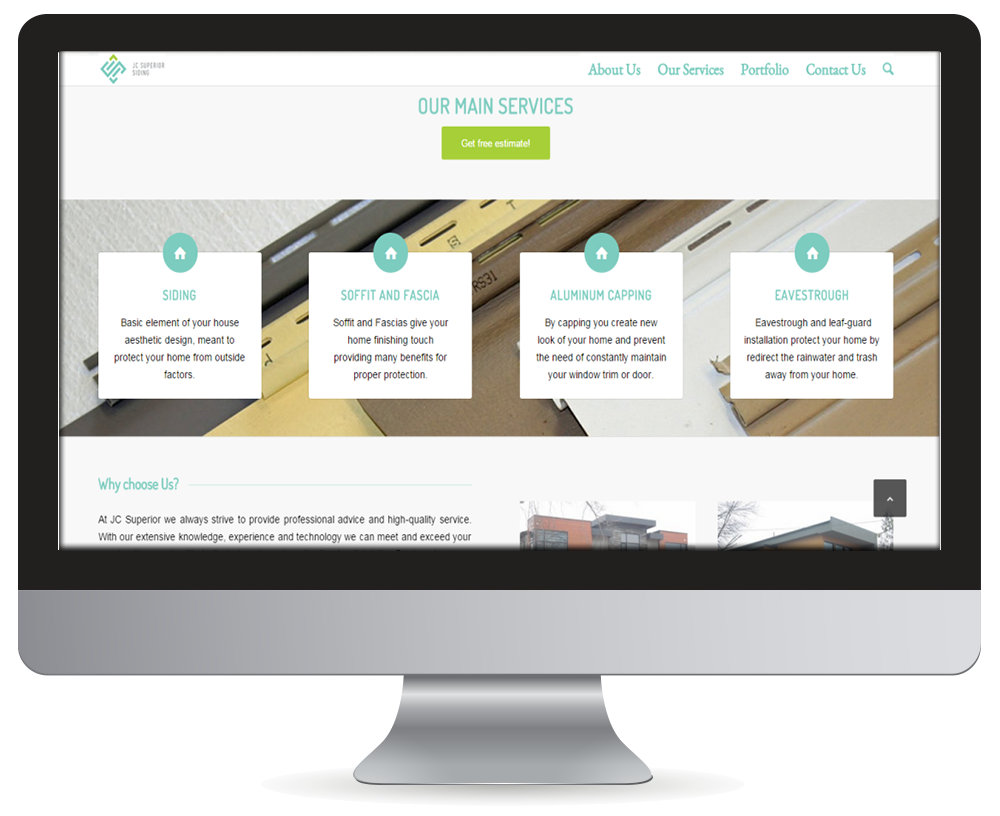 JC SUPERIOR
SIDING
About Us Our Services Portfolio Contact Us
OUR MAIN SERVICES
Get free estimate!
T
S
RS31
SIDING
Basic element of your house
aesthetic design, meant to
protect your home from outside
factors.
SOFFIT AND FASCIA
Soffit and Fascias give your
home finishing touch
providing many benefits for
proper protection.
ALUMINUM CAPPING
By capping you create new
look of your home and prevent
the need of constantly maintain
your window trim or door.
EAVESTROUGH
Eavestrough and leaf-guard
installation protect your home by
redirect the rainwater and trash
away from your home.
Why choose Us?
At JC Superior we always strive to provide professional advice and high-quality service.
With our extensive knowledge, experience and technology we can meet and exceed your